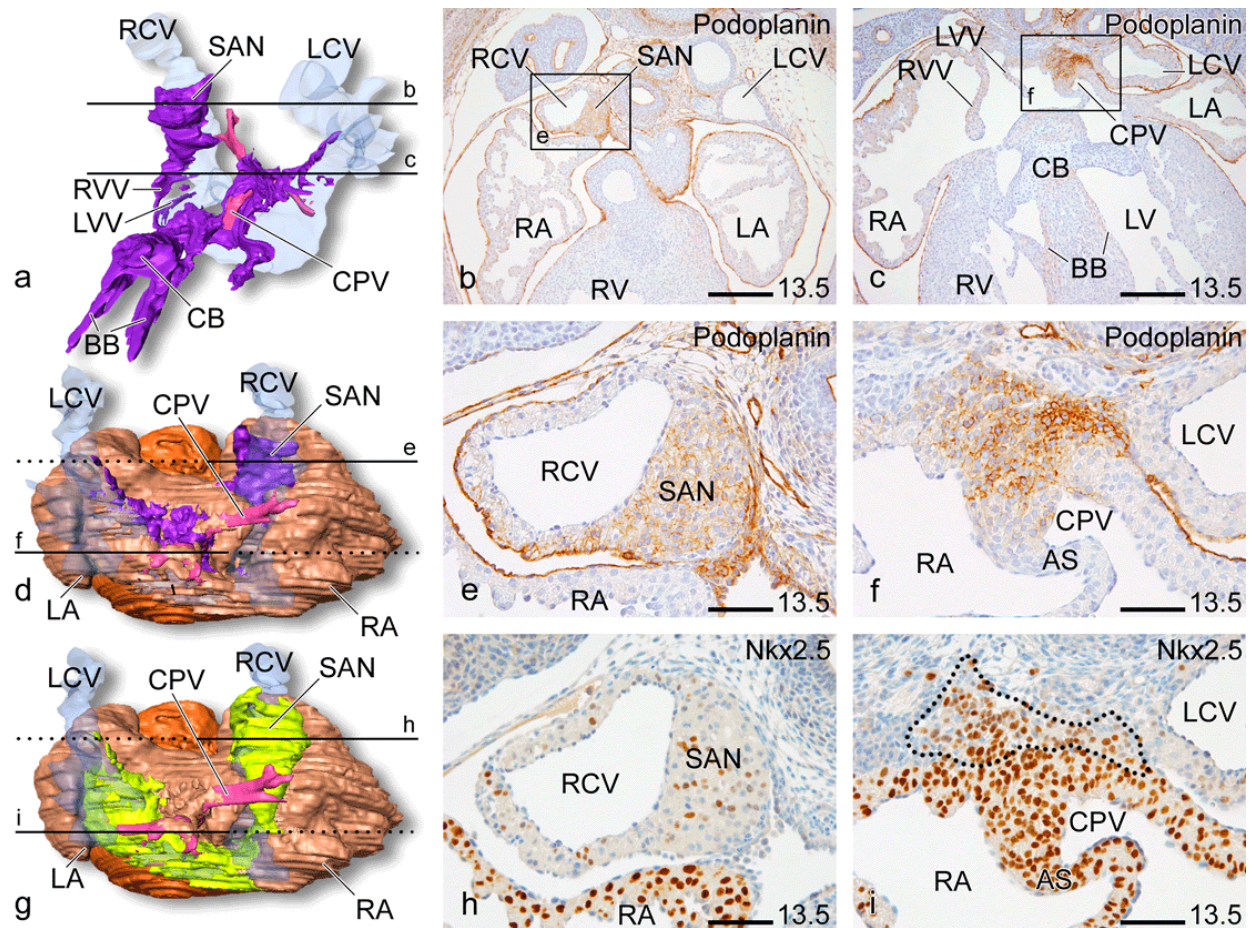 RCV
SAN
LCV
b
c
RVV
LVV
CPV
a
CB
BB
Podoplanin
RCV
SAN
LCV
e
RA
LA
RV
b
13.5
Podoplanin
LVV
RVV
LCV
f
LA
CPV
CB
RA
LV
BB
RV
c
13.5
LCV
CPV
RCV
SAN
e
f
d
LA
RA
Podoplanin
RCV
SAN
e
RA
13.5
Podoplanin
LCV
CPV
RA
AS
f
13.5
LCV
CPV
RCV
SAN
h
i
LA
g
RA
Nkx2.5
SAN
RCV
h
RA
13.5
Nkx2.5
LCV
CPV
RA
AS
i
13.5